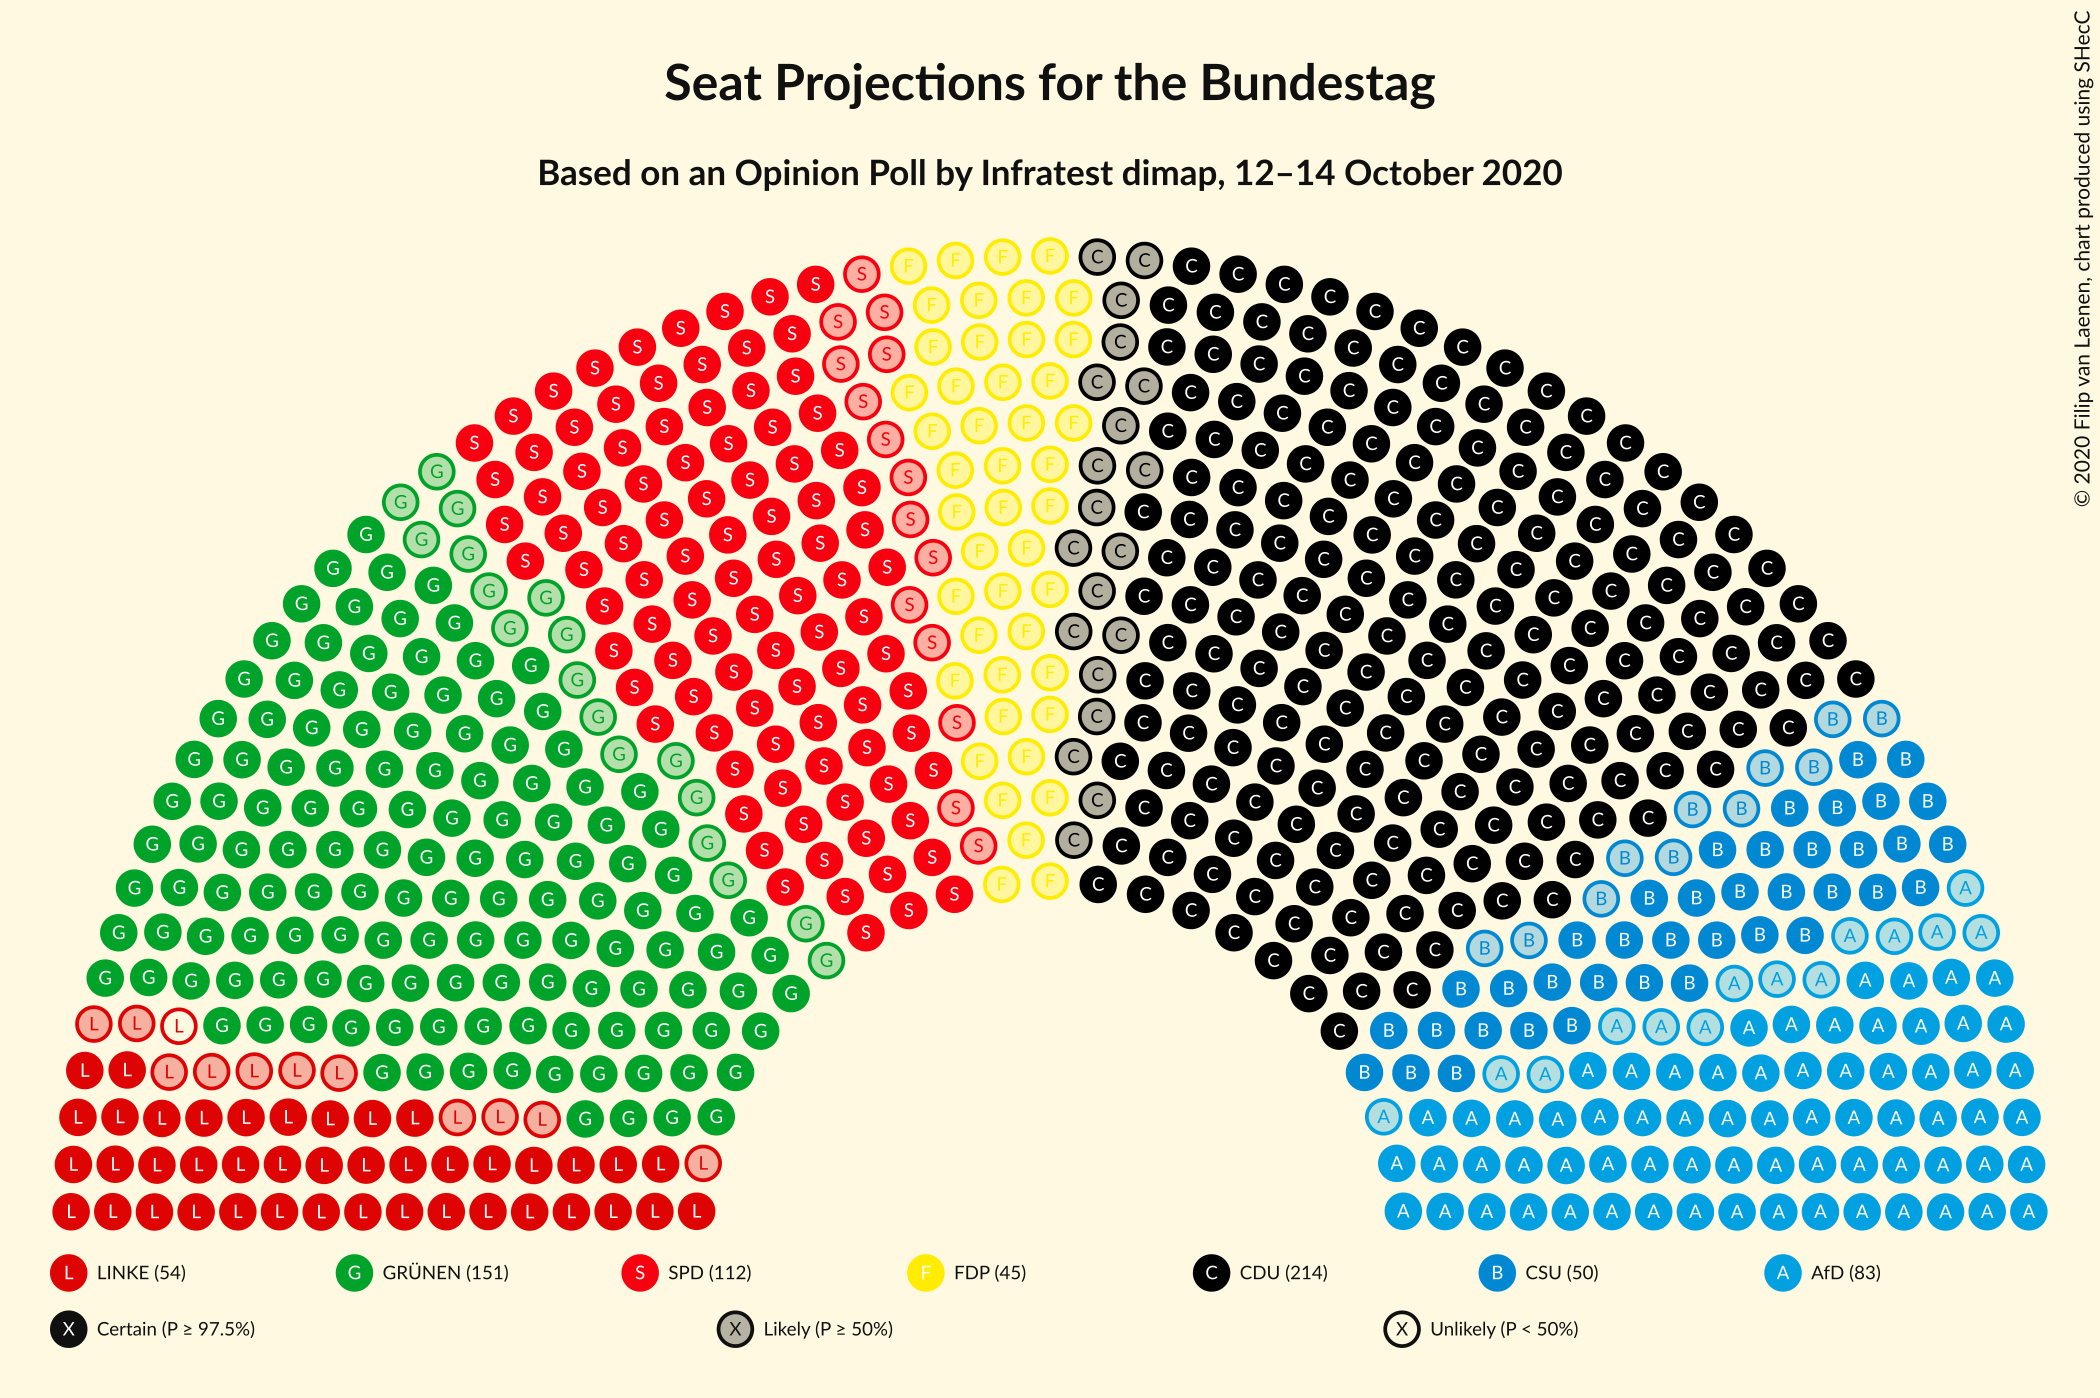 Seat Projections for the Bundestag
Based on an Opinion Poll by Infratest dimap, 12–14 October 2020
© 2020 Filip van Laenen, chart produced using SHecC
L LINKE (54) G GRÜNEN (151) S SPD (112) F FDP (45) C CDU (214) B CSU (50) A AfD (83)
X Certain (P ≥ 97.5%) X Likely (P ≥ 50%) X Unlikely (P < 50%)